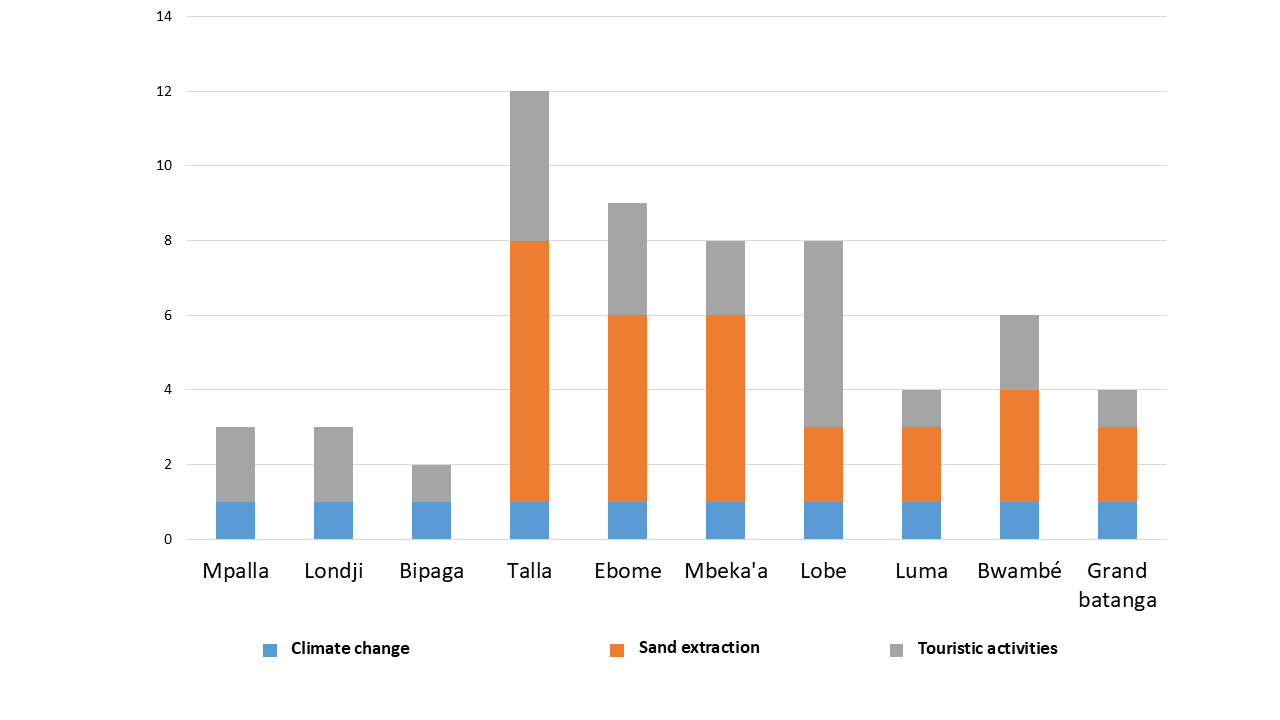 14
12
10
8
6
4
2
0
Mpalla Londji Bipaga Talla Ebome Mbeka'a Lobe Luma Bwambé Grand
batanga
Climate change Sand extraction Touristic activities